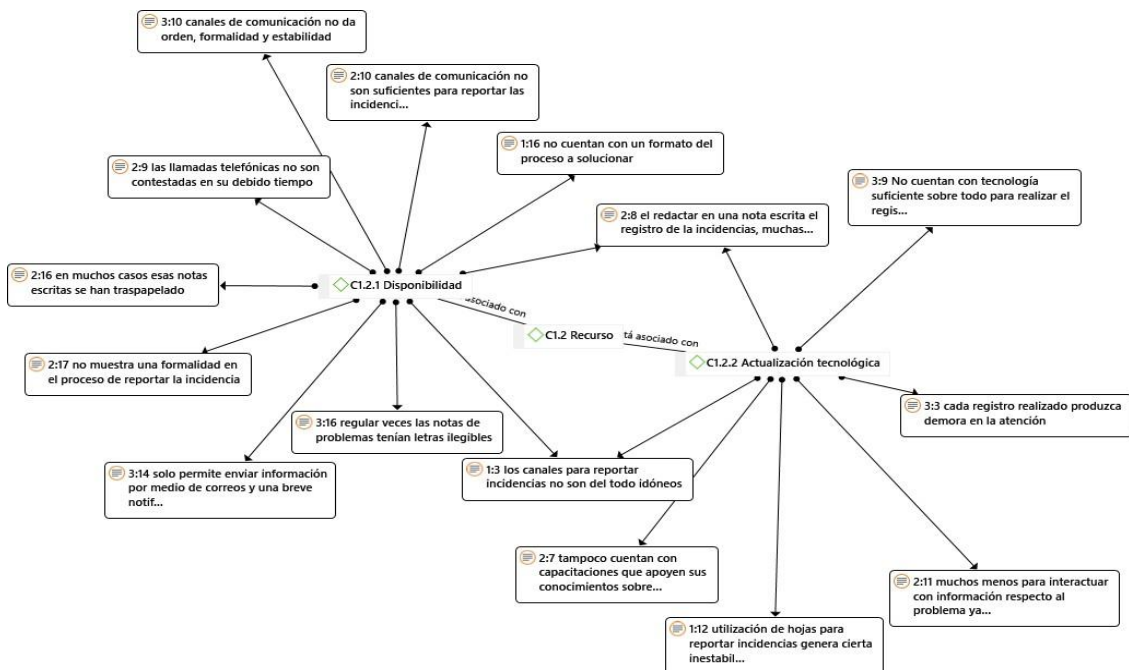 3:10 canales de comunicación no da
orden, formalidad y estabilidad
2:10 canales de comunicación no
son suficientes para reportar las
incidenci...
1:16 no cuentan con un formato del
proceso a solucionar
2:9 las llamadas telefónicas no son
contestadas en su debido tiempo
3:9 No cuentan con tecnología
suficiente sobre todo para realizar el
regis...
2:8 el redactar en una nota escrita el
registro de la incidencias, muchas...
2:16 en muchos casos esas notas
escritas se han traspapelado
C1.2.1 Disponibilidad
asociado con
C1.2 Recurso
tá asociado con
C1.2.2 Actualización tecnológica
2:17 no muestra una formalidad en
el proceso de reportar la incidencia
3:16 regular veces las notas de
problemas tenían letras ilegibles
3:3 cada registro realizado produzca
demora en la atención
3:14 solo permite enviar información
por medio de correos y una breve
notif...
1:3 los canales para reportar
incidencias no son del todo idóneos
2:7 tampoco cuentan con
capacitaciones que apoyen sus
conocimientos sobre...
2:11 muchos menos para interactuar
con información respecto al
problema ya...
1:12 utilización de hojas para
reportar incidencias genera cierta
inestabil...